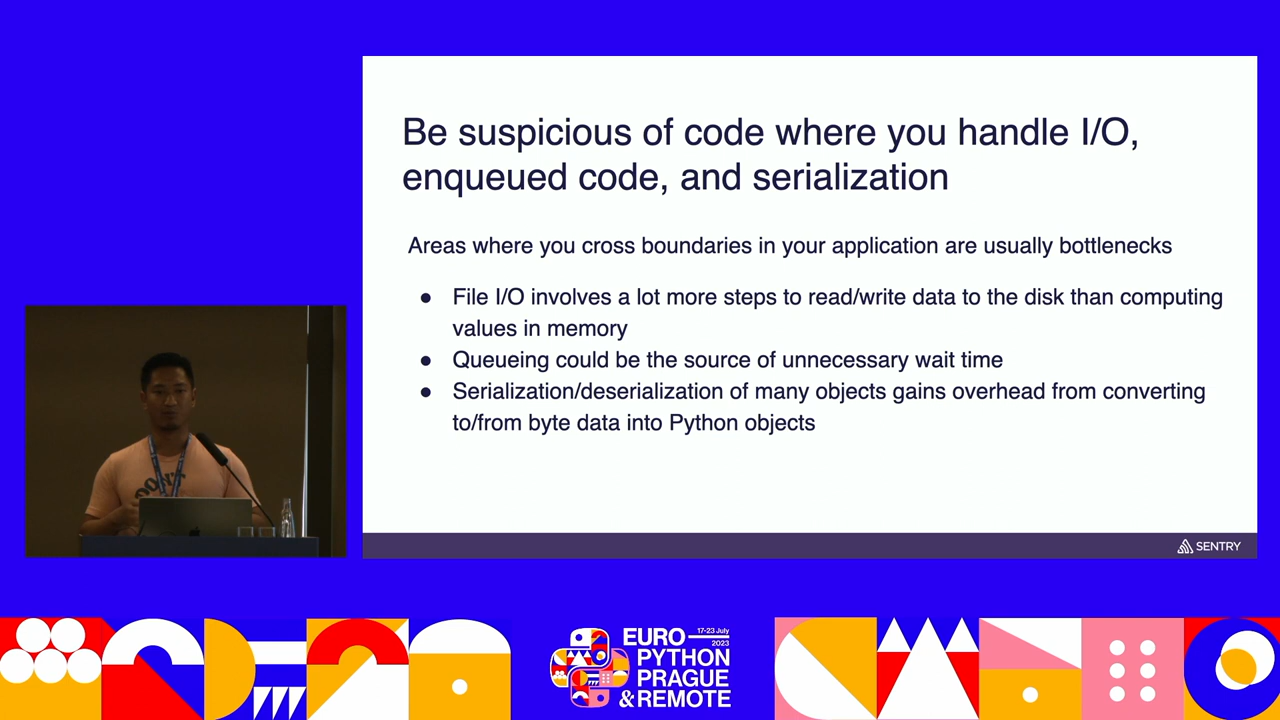 Be suspicious of code where you handle I/O,
enqueued code, and serialization
Areas where you cross boundaries in your application are usually bottlenecks
● File I/O involves a lot more steps to read/write data to the disk than computing
values in memory
● Queueing could be the source of unnecessary wait time
● Serialization/deserialization of many objects gains overhead from converting
to/from byte data into Python objects
SENTRY
DON'T
EURO
17-23 July
2023
PYTHON
PRAGUE
& REMOTE